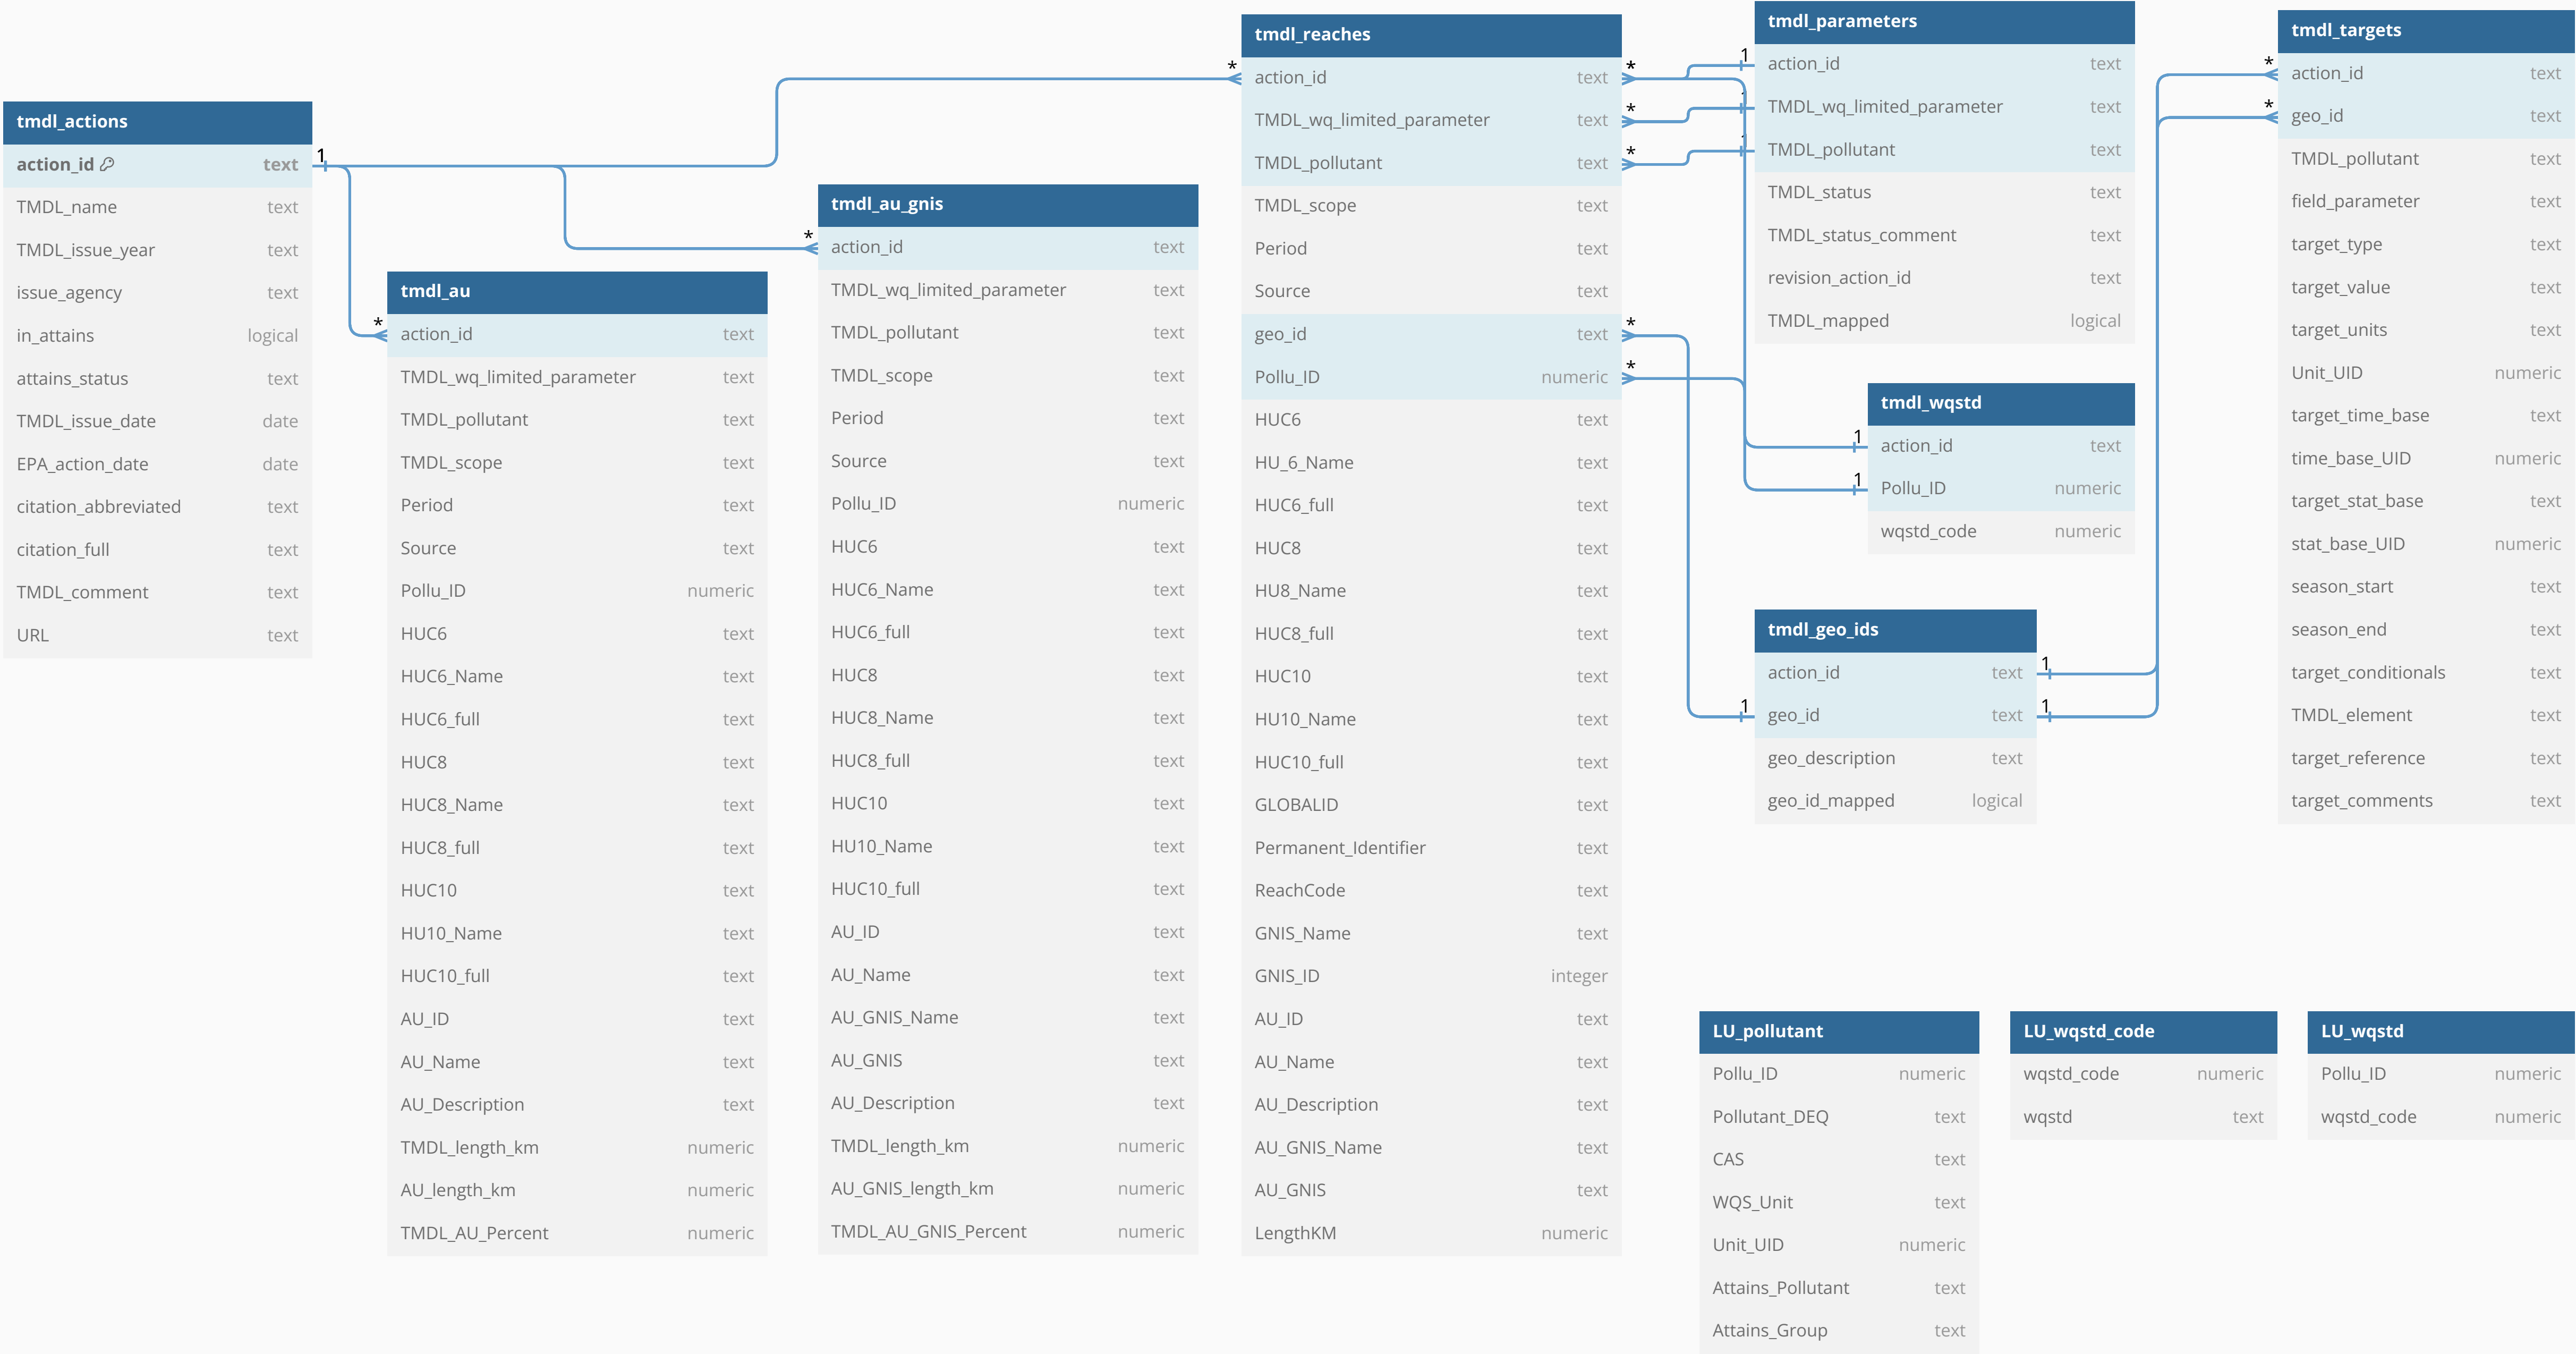 tmdl_actions
action_id text
TMDL_name text
TMDL_issue_year text
issue_agency text
in_attains logical
attains_status text
TMDL_issue_date date
EPA_action_date date
citation_abbreviated text
citation_full text
TMDL_comment text
URL text
1
*
tmdl_au
action_id text
TMDL_wq_limited_parameter text
TMDL_pollutant text
TMDL_scope text
Period text
Source text
Pollu_ID numeric
HUC6 text
HUC6_Name text
HUC6_full text
HUC8 text
HUC8_Name text
HUC8_full text
HUC10 text
HU10_Name text
HUC10_full text
AU_ID text
AU_Name text
AU_Description text
TMDL_length_km numeric
AU_length_km numeric
TMDL_AU_Percent numeric
*
tmdl_au_gnis
action_id text
TMDL_wq_limited_parameter text
TMDL_pollutant text
TMDL_scope text
Period text
Source text
Pollu_ID numeric
HUC6 text
HUC6_Name text
HUC6_full text
HUC8 text
HUC8_Name text
HUC8_full text
HUC10 text
HU10_Name text
HUC10_full text
AU_ID text
AU_Name text
AU_GNIS_Name text
AU_GNIS text
AU_Description text
TMDL_length_km numeric
AU_GNIS_length_km numeric
TMDL_AU_GNIS_Percent numeric
*
tmdl_reaches
action_id text
TMDL_wq_limited_parameter text
TMDL_pollutant text
TMDL_scope text
Period text
Source text
geo_id text
Pollu_ID numeric
HUC6 text
HU_6_Name text
HUC6_full text
HUC8 text
HU8_Name text
HUC8_full text
HUC10 text
HU10_Name text
HUC10_full text
GLOBALID text
Permanent_Identifier text
ReachCode text
GNIS_Name text
GNIS_ID integer
AU_ID text
AU_Name text
AU_Description text
AU_GNIS_Name text
AU_GNIS text
LengthKM numeric
*
*
*
*
*
1
1
1
tmdl_parameters
action_id text
TMDL_wq_limited_parameter text
TMDL_pollutant text
TMDL_status text
TMDL_status_comment text
revision_action_id text
TMDL_mapped logical
1
1
tmdl_wqstd
action_id text
Pollu_ID numeric
wqstd_code numeric
1
tmdl_geo_ids
action_id text
geo_id text
geo_description text
geo_id_mapped logical
1
1
*
*
tmdl_targets
action_id text
geo_id text
TMDL_pollutant text
field_parameter text
target_type text
target_value text
target_units text
Unit_UID numeric
target_time_base text
time_base_UID numeric
target_stat_base text
stat_base_UID numeric
season_start text
season_end text
target_conditionals text
TMDL_element text
target_reference text
target_comments text
LU_pollutant
Pollu_ID numeric
Pollutant_DEQ text
CAS text
WQS_Unit text
Unit_UID numeric
Attains_Pollutant text
Attains_Group text
LU_wqstd_code
wqstd_code numeric
wqstd text
LU_wqstd
Pollu_ID numeric
wqstd_code numeric